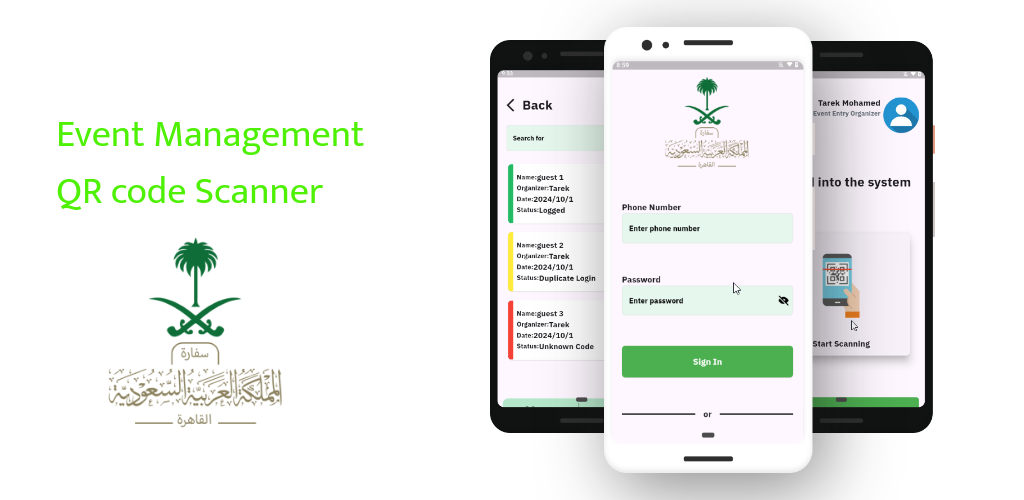 Event Management
QR code Scanner
سفارة
المملكة العربية السعودية
القاهرة
Back
Search for
Name:guest 1
Organizer:Tarek
Date:2024/10/1
Status:Logged
Name:guest 2
Organizer:Tarek
Date:2024/10/1
Status:Duplicate Login
Name:guest 3
Organizer:Tarek
Date:2024/10/1
Status:Unknown Code
8:59
سفارة
المملكة العربية السعودية
القاهرة
Phone Number
Enter phone number
Password
Enter password
Sign In
or
Tarek Mohamed
Event Entry Organizer
into the system
Start Scanning